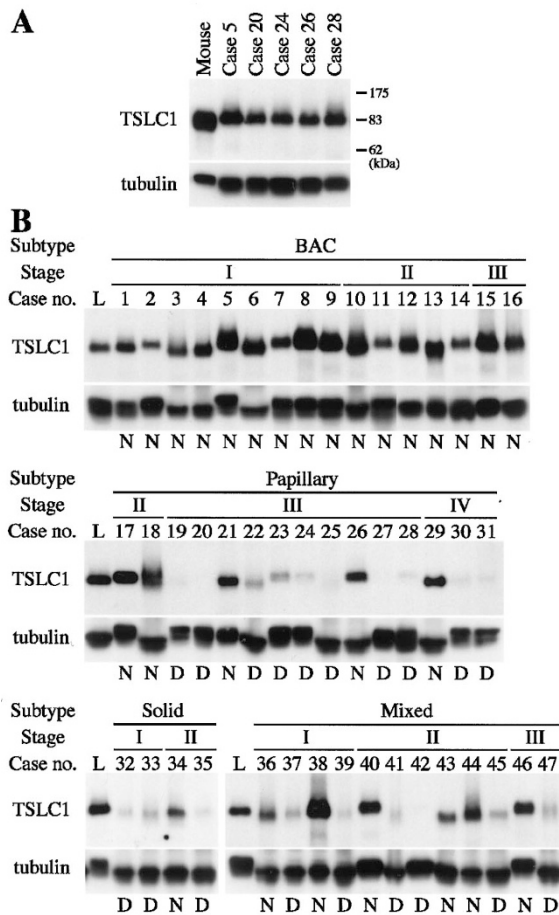 A
Mouse Case 5 Case 20 Case 24 Case 26 Case 28
175
TSLC1 83
62
(kDa)
tubulin
B
Subtype BAC
Stage I II III
Case no. L 1 2 3 4 5 6 7 8 9 10 11 12 13 14 15 16
TSLC1
tubulin
N N N N N N N N N N N N N N N N
Subtype Papillary
Stage II III IV
Case no. L 17 18 19 20 21 22 23 24 25 26 27 28 29 30 31
TSLC1
tubulin
N N D D N D D D D N D D N D D
Subtype Solid Mixed
Stage I II I II III
Case no. L 32 33 34 35 L 36 37 38 39 40 41 42 43 44 45 46 47
TSLC1
tubulin
D D N D N D N D N D D N N D N D